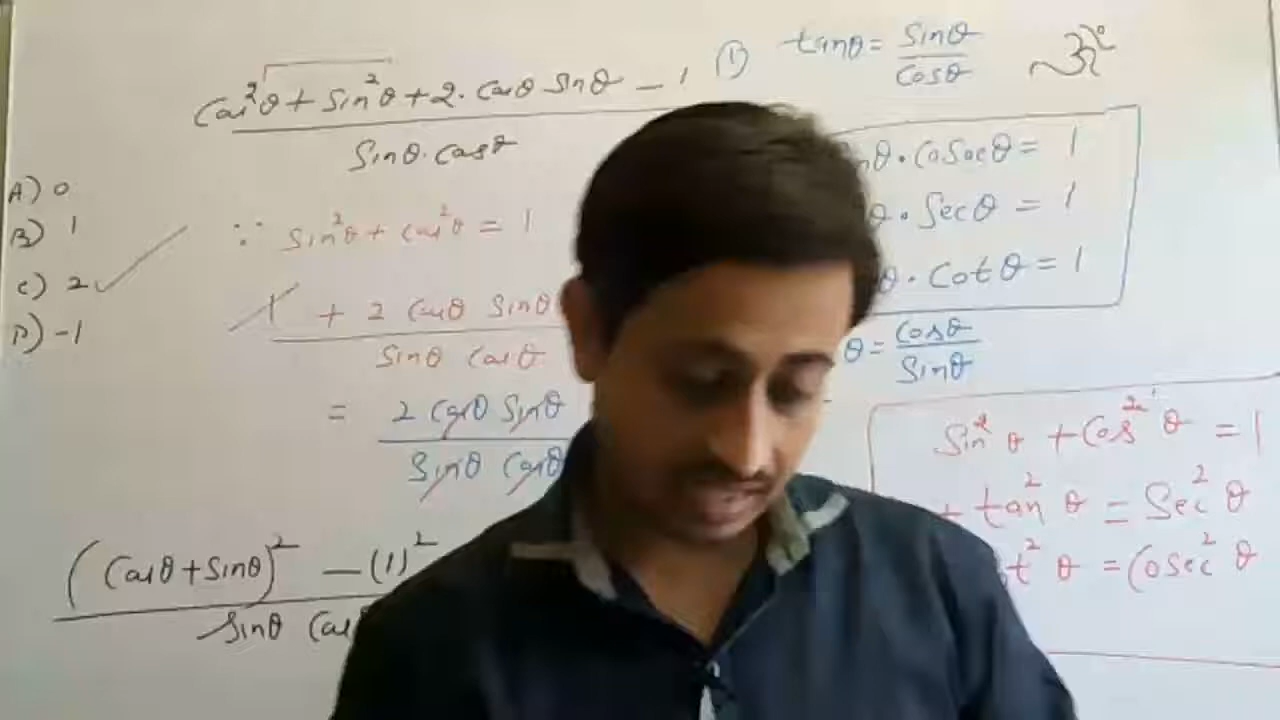 cos²θ + sin²θ + 2. cosθ sinθ - 1
sinθ.cosθ
A) 0
B) 1
C) 2 ✓
D) -1
∵ sin²θ + cos²θ = 1
1 + 2 cosθ sinθ
sinθ cosθ
= 2 cosθ sinθ
sinθ cosθ
(cosθ + sinθ)² - (1)²
sinθ
① tanθ = sinθ
cosθ
θ . cosecθ = 1
θ . secθ = 1
θ . cotθ = 1
θ = cosθ
sinθ
sin²θ + cos²θ = 1
+ tan²θ = sec²θ
t²θ = cosec²θ